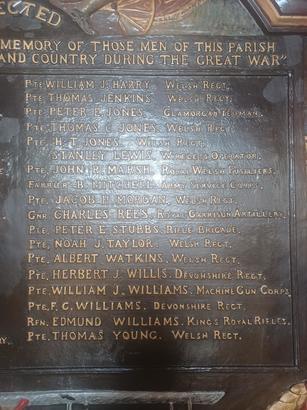 ECTED
MEMORY OF THOSE MEN OF THIS PARISH
AND COUNTRY DURING THE GREAT WAR"
PTE WILLIAM J. HARRY, WELSH REGT.
PTE THOMAS JENKINS WELSH REGT.
PTE PETER E. JONES, GLAMORGAN YEOMAN.
PTE THOMAS C. JONES, WELSH REGT.
PTE H. T. JONES, WELSH REGT.
STANLEY LEWIS, WIRELESS OPERATOR.
PTE JOHN R. MARSH, ROYAL WELSH FUSILIERS.
FARRIER B. MITCHELL, ARMY SERVICE CORPS.
PTE JACOB P. MORGAN, WELSH REGT.
GNR CHARLES REES, ROYAL GARRISON ARTILLERY.
PTE PETER E. STUBBS, RIFLE BRIGADE.
PTE NOAH J. TAYLOR, WELSH REGT.
PTE ALBERT WATKINS, WELSH REGT.
PTE HERBERT J. WILLIS, DEVONSHIRE REGT.
PTE WILLIAM J. WILLIAMS, MACHINE GUN CORPS
PTE F. C. WILLIAMS, DEVONSHIRE REGT.
RFN. EDMUND WILLIAMS, KING'S ROYAL RIFLES.
PTE THOMAS YOUNG, WELSH REGT.